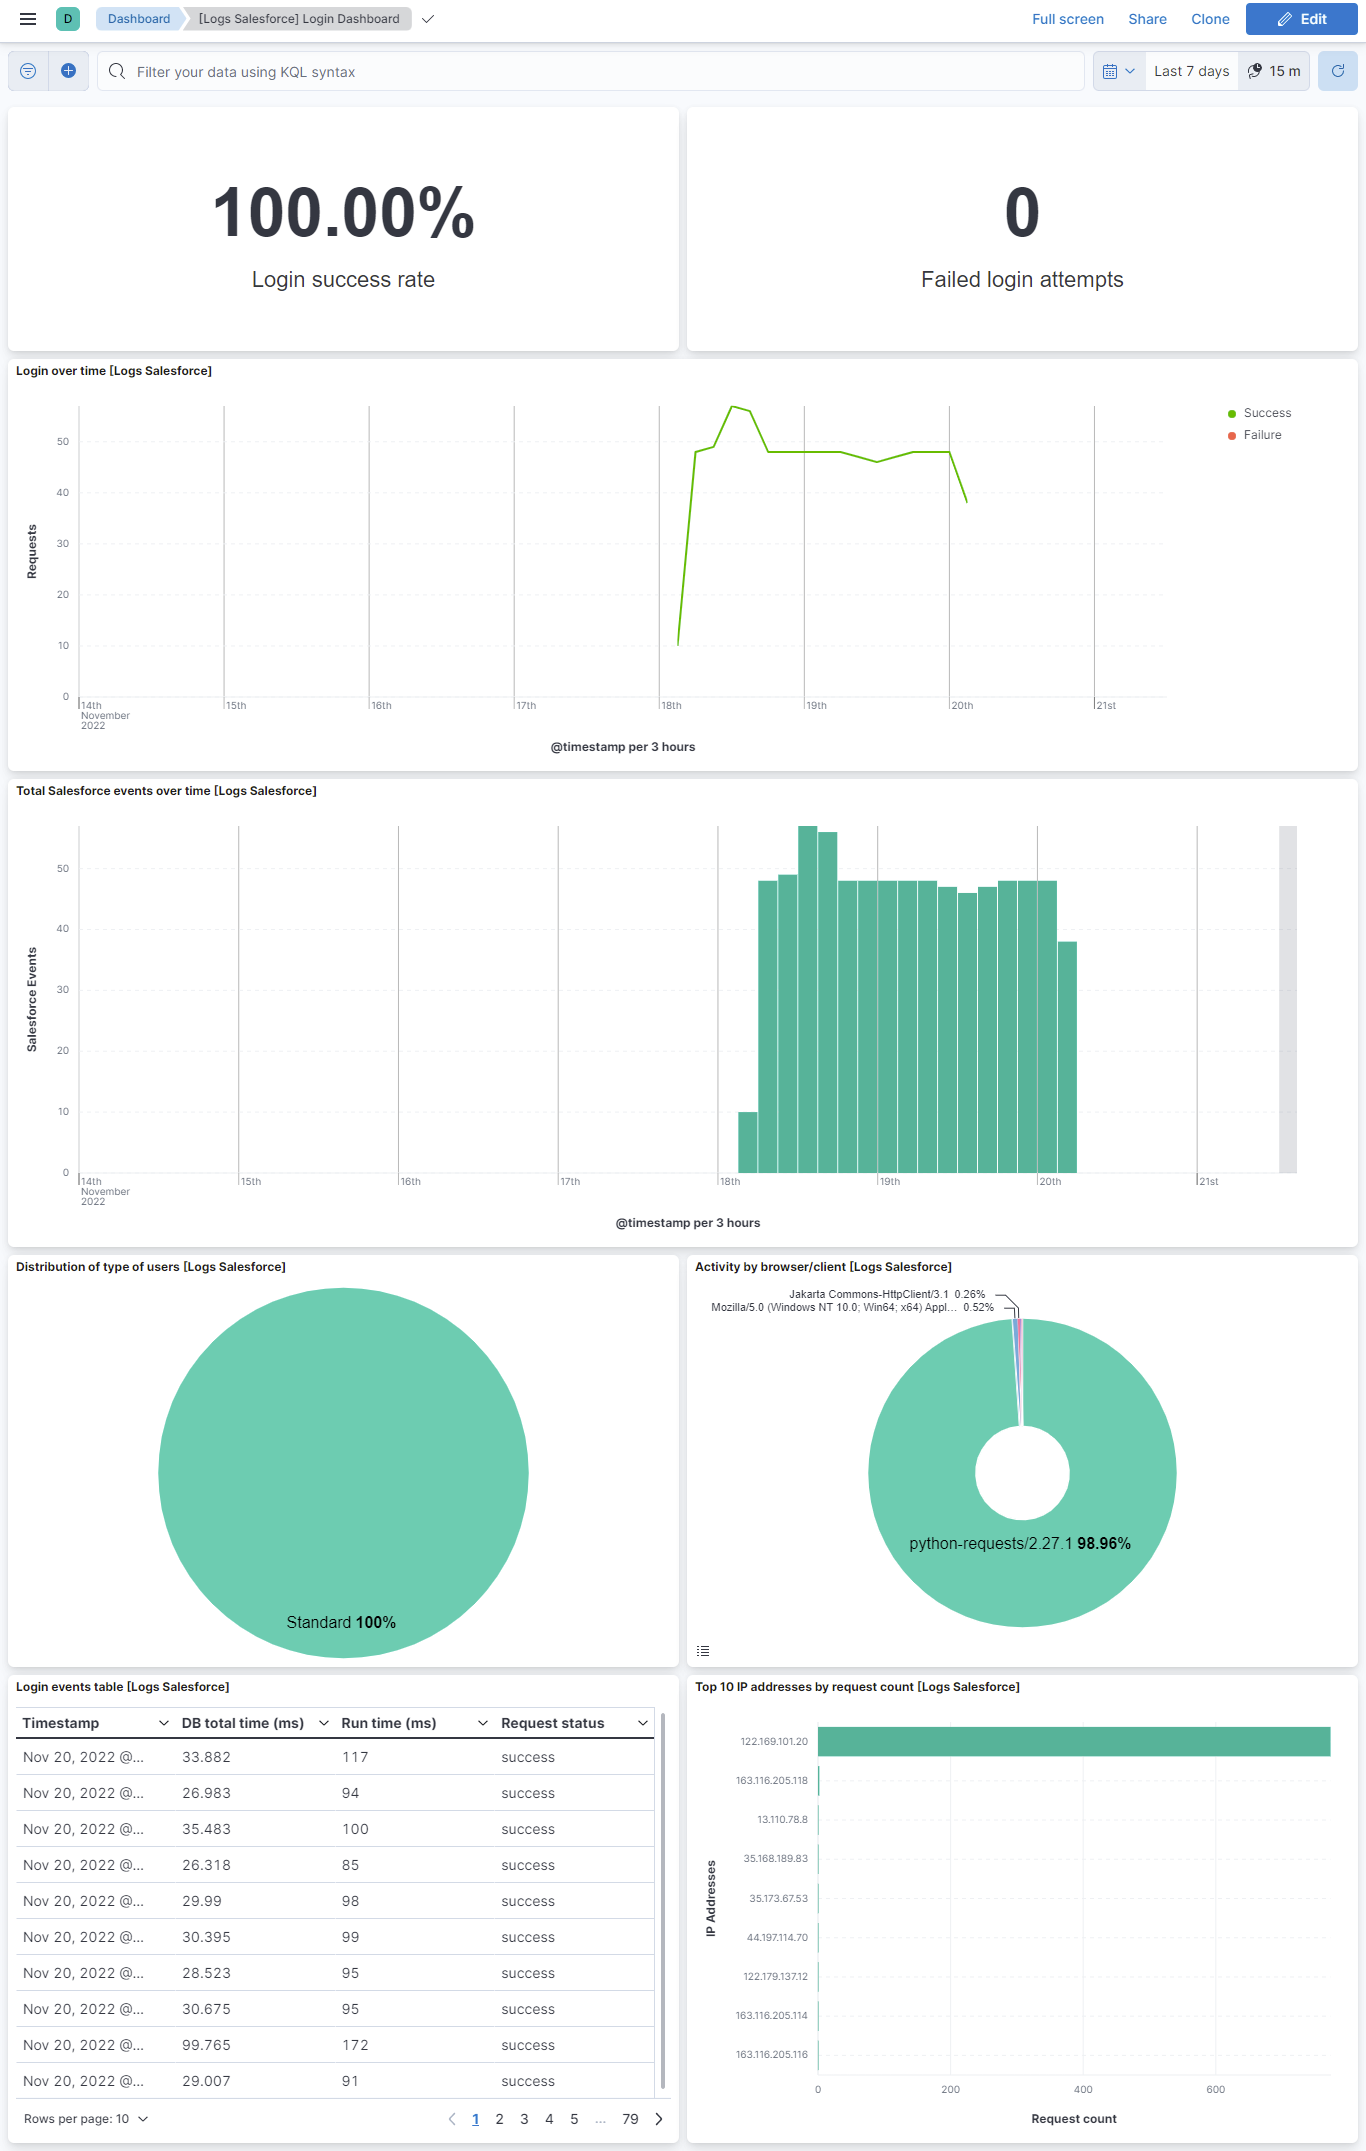 D
Dashboard
[Logs Salesforce] Login Dashboard
Full screen
Share
Clone
Edit
Filter your data using KQL syntax
Last 7 days
15 m
100.00%
Login success rate
0
Failed login attempts
Login over time [Logs Salesforce]
Success
Failure
50
40
30
20
10
0
Requests
14th
November
2022
15th
16th
17th
18th
19th
20th
21st
@timestamp per 3 hours
Total Salesforce events over time [Logs Salesforce]
50
40
30
20
10
0
Salesforce Events
14th
November
2022
15th
16th
17th
18th
19th
20th
21st
@timestamp per 3 hours
Distribution of type of users [Logs Salesforce]
Standard 100%
Activity by browser/client [Logs Salesforce]
Jakarta Commons-HttpClient/3.1 0.26%
Mozilla/5.0 (Windows NT 10.0; Win64; x64) Appl... 0.52%
python-requests/2.27.1 98.96%
Login events table [Logs Salesforce]
Timestamp DB total time (ms) Run time (ms) Request status
Nov 20, 2022 @... 33.882 117 success
Nov 20, 2022 @... 26.983 94 success
Nov 20, 2022 @... 35.483 100 success
Nov 20, 2022 @... 26.318 85 success
Nov 20, 2022 @... 29.99 98 success
Nov 20, 2022 @... 30.395 99 success
Nov 20, 2022 @... 28.523 95 success
Nov 20, 2022 @... 30.675 95 success
Nov 20, 2022 @... 99.765 172 success
Nov 20, 2022 @... 29.007 91 success
Rows per page: 10
1 2 3 4 5 ... 79
Top 10 IP addresses by request count [Logs Salesforce]
IP Addresses
122.169.101.20
163.116.205.118
13.110.78.8
35.168.189.83
35.173.67.53
44.197.114.70
122.179.137.12
163.116.205.114
163.116.205.116
0 200 400 600
Request count